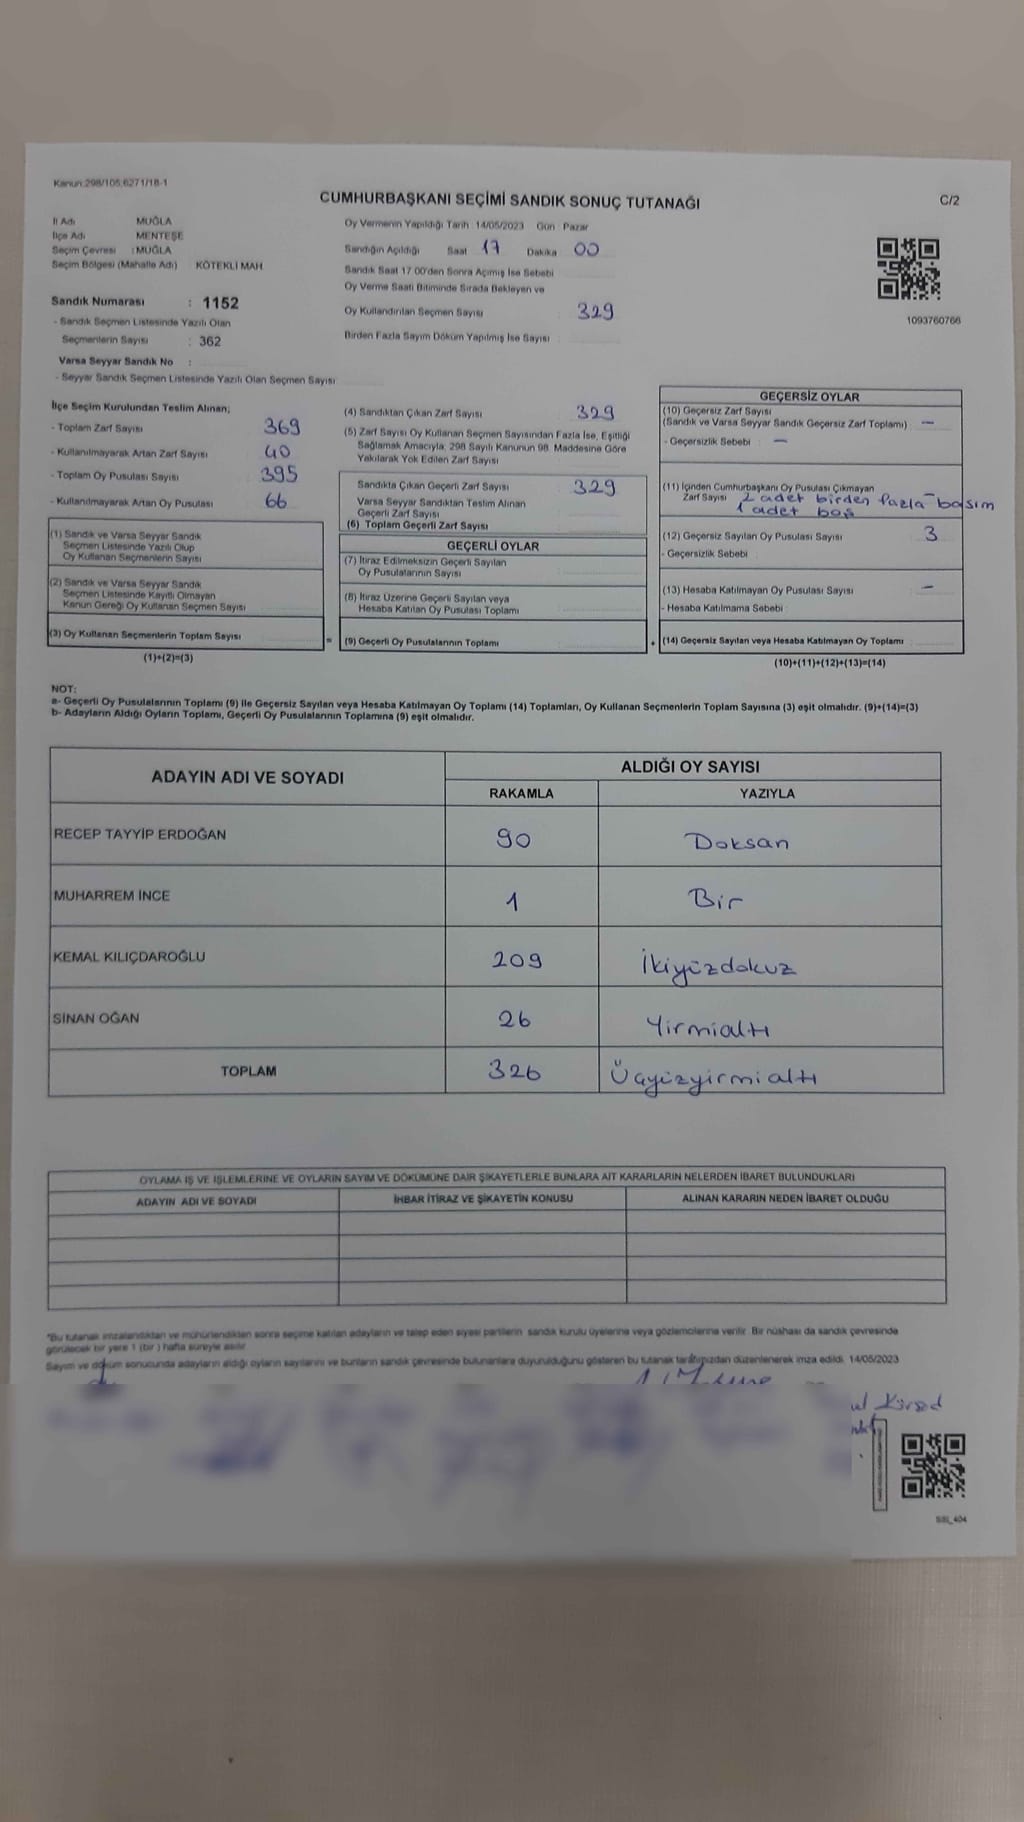 Kanun:298/105;6271/18-1
CUMHURBAŞKANI SEÇİMİ SANDIK SONUÇ TUTANAĞI
C/2
İl Adı MUĞLA
İlçe Adı MENTEŞE
Seçim Çevresi : MUĞLA
Seçim Bölgesi (Mahalle Adı) KÖTEKLİ MAH.
Sandık Numarası : 1152
- Sandık Seçmen Listesinde Yazılı Olan
Seçmenlerin Sayısı : 362
Varsa Seyyar Sandık No :
- Seyyar Sandık Seçmen Listesinde Yazılı Olan Seçmen Sayısı
Oy Vermenin Yapıldığı Tarih 14/05/2023 Gün Pazar
Sandığın Açıldığı Saat 17 Dakika 00
Sandık Saat 17 00'den Sonra Açımış İse Sebebi
Oy Verme Saati Bitiminde Sırada Bekleyen ve
Oy Kullandırılan Seçmen Sayısı 329
Birden Fazla Sayım Döküm Yapılmış İse Sayısı
1093760766
İlçe Seçim Kurulundan Teslim Alınan;
- Toplam Zarf Sayısı 369
- Kullanılmayarak Artan Zarf Sayısı 40
- Toplam Oy Pusulası Sayısı 395
- Kullanılmayarak Artan Oy Pusulası 66
(1) Sandık ve Varsa Seyyar Sandık
Seçmen Listesinde Yazılı Olup
Oy Kullanan Seçmenlerin Sayısı
(2) Sandık ve Varsa Seyyar Sandık
Seçmen Listesinde Kayıtlı Olmayan
Kanun Gereği Oy Kullanan Seçmen Sayısı
(3) Oy Kullanan Seçmenlerin Toplam Sayısı
(1)+(2)=(3)
(4) Sandıktan Çıkan Zarf Sayısı 329
(5) Zarf Sayısı Oy Kullanan Seçmen Sayısından Fazla İse, Eşitliği
Sağlamak Amacıyla; 298 Sayılı Kanunun 98. Maddesine Göre
Yakılarak Yok Edilen Zarf Sayısı
Sandıkta Çıkan Geçerli Zarf Sayısı 329
Varsa Seyyar Sandıktan Teslim Alınan
Geçerli Zarf Sayısı
(6) Toplam Geçerli Zarf Sayısı
GEÇERLİ OYLAR
(7) İtiraz Edilmeksizin Geçerli Sayılan
Oy Pusulalarının Sayısı
(8) İtiraz Üzerine Geçerli Sayılan veya
Hesaba Katılan Oy Pusulası Toplamı
= (9) Geçerli Oy Pusulalarının Toplamı
GEÇERSİZ OYLAR
(10) Geçersiz Zarf Sayısı
(Sandık ve Varsa Seyyar Sandık Geçersiz Zarf Toplamı) —
- Geçersizlik Sebebi : —
(11) İçinden Cumhurbaşkanı Oy Pusulası Çıkmayan —
Zarf Sayısı 2 adet birden fazla basım
1 adet boş
(12) Geçersiz Sayılan Oy Pusulası Sayısı 3
- Geçersizlik Sebebi :
(13) Hesaba Katılmayan Oy Pusulası Sayısı —
- Hesaba Katılmama Sebebi :
+ (14) Geçersiz Sayılan veya Hesaba Katılmayan Oy Toplamı
(10)+(11)+(12)+(13)=(14)
NOT:
a- Geçerli Oy Pusulalarının Toplamı (9) ile Geçersiz Sayılan veya Hesaba Katılmayan Oy Toplamı (14) Toplamları, Oy Kullanan Seçmenlerin Toplam Sayısına (3) eşit olmalıdır. (9)+(14)=(3)
b- Adayların Aldığı Oyların Toplamı, Geçerli Oy Pusulalarının Toplamına (9) eşit olmalıdır.
ADAYIN ADI VE SOYADI ALDIĞI OY SAYISI
RAKAMLA YAZIYLA
RECEP TAYYİP ERDOĞAN 90 Doksan
MUHARREM İNCE 1 Bir
KEMAL KILIÇDAROĞLU 209 İkiyüzdokuz
SİNAN OĞAN 26 Yirmialtı
TOPLAM 326 Üçyüzyirmialtı
OYLAMA İŞ VE İŞLEMLERİNE VE OYLARIN SAYIM VE DÖKÜMÜNE DAİR ŞİKAYETLERLE BUNLARA AİT KARARLARIN NELERDEN İBARET BULUNDUKLARI
ADAYIN ADI VE SOYADI İHBAR İTİRAZ VE ŞİKAYETİN KONUSU ALINAN KARARIN NEDEN İBARET OLDUĞU
*Bu tutanak imzalandıktan ve mühürlendikten sonra seçime katılan adayların ve talep eden siyasi partilerin sandık kurulu üyelerine veya gözlemcilerine verilir. Bir nüshası da sandık çevresinde
görülecek bir yere 1 (bir) hafta süreyle asılır.
Sayım ve döküm sonucunda adayların aldığı oyların sayılarını ve bunların sandık çevresinde bulunanlara duyurulduğunu gösteren bu tutanak tarafımızdan düzenlenerek imza edildi. 14/05/2023
SSI_404